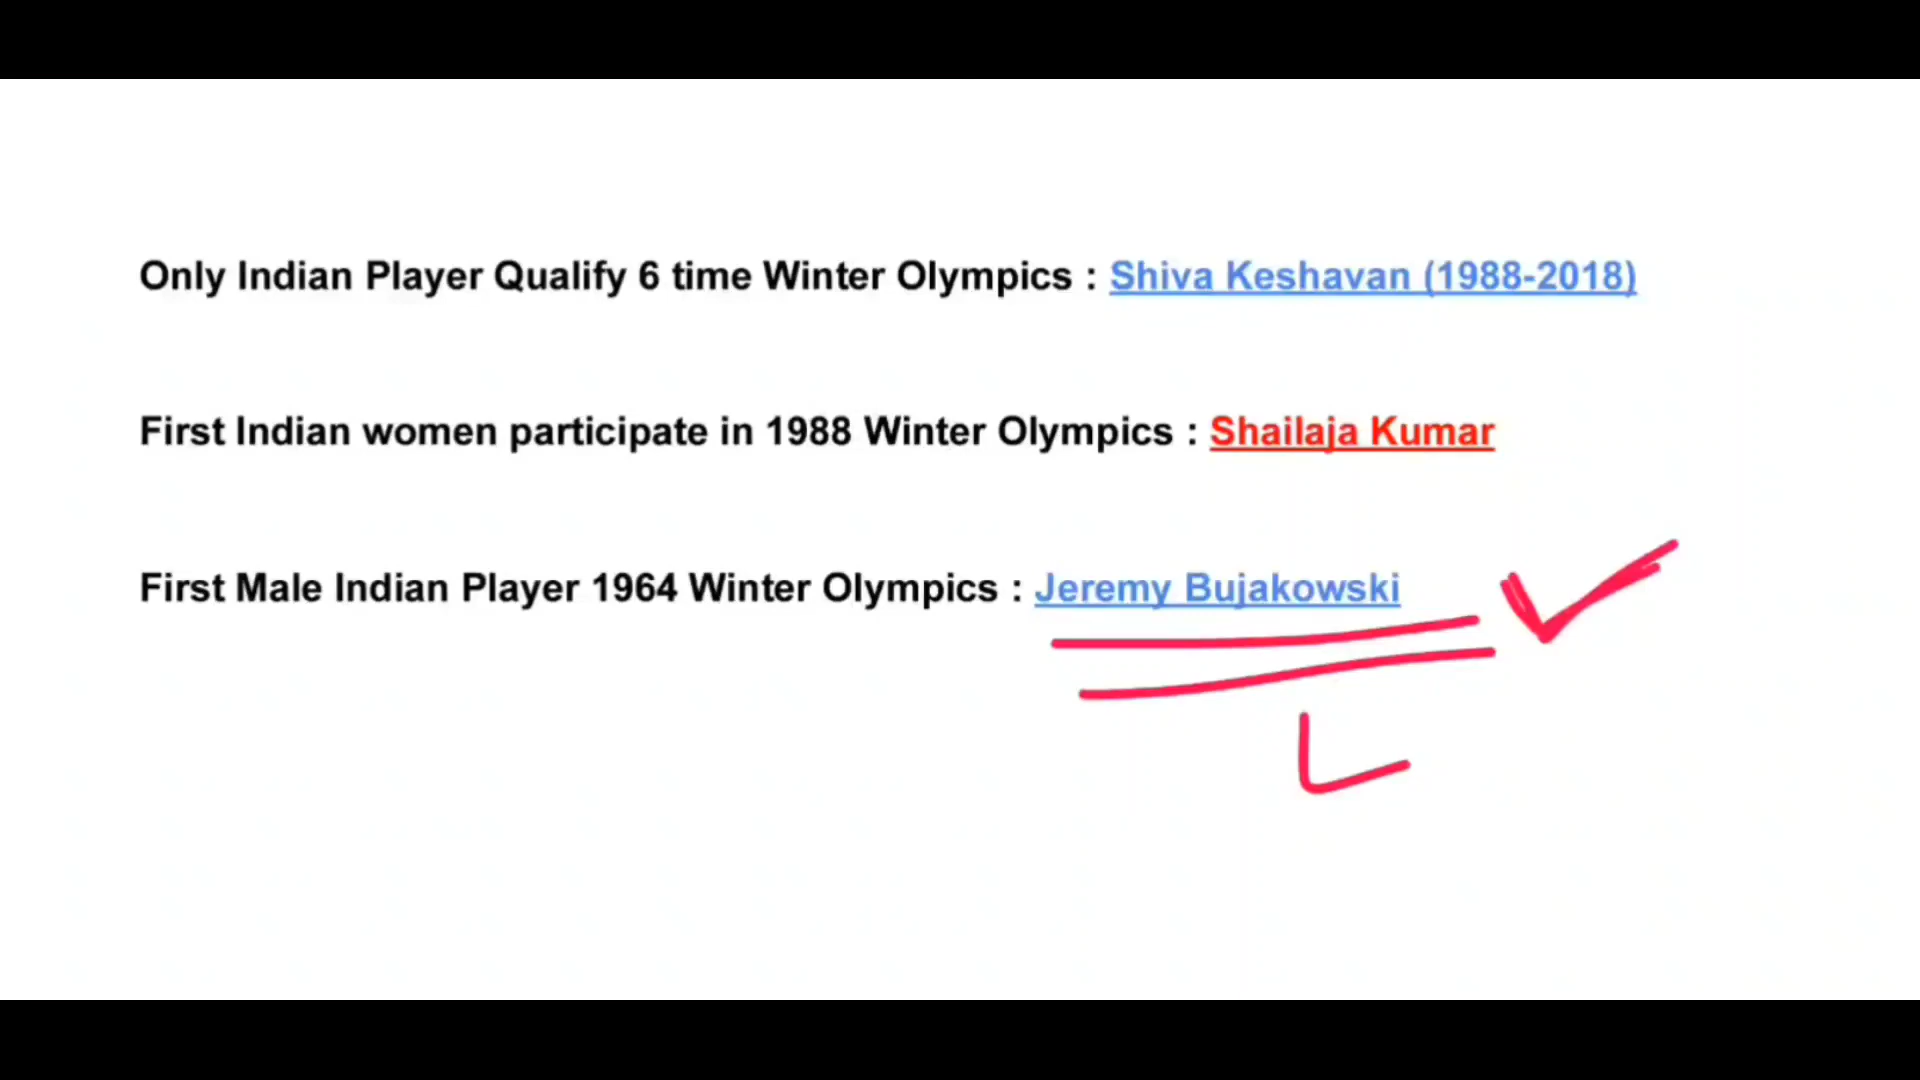 Only Indian Player Qualify 6 time Winter Olympics : Shiva Keshavan (1988-2018)
First Indian women participate in 1988 Winter Olympics : Shailaja Kumar
First Male Indian Player 1964 Winter Olympics : Jeremy Bujakowski